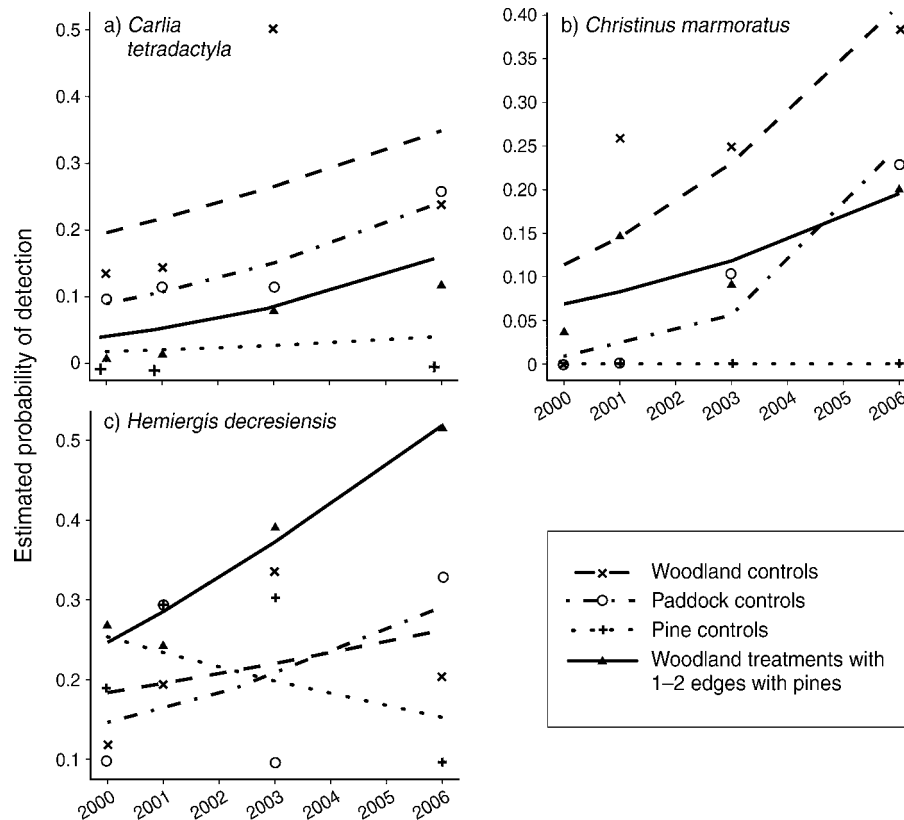 Estimated probability of detection
a) Carlia
tetradactyla
0.5
0.4
0.3
0.2
0.1
0
b) Christinus marmoratus
0.40
0.35
0.30
0.25
0.20
0.15
0.10
0.05
0
2000 2001 2002 2003 2004 2005 2006
c) Hemiergis decresiensis
0.5
0.4
0.3
0.2
0.1
2000 2001 2002 2003 2004 2005 2006
Woodland controls
Paddock controls
Pine controls
Woodland treatments with
1–2 edges with pines